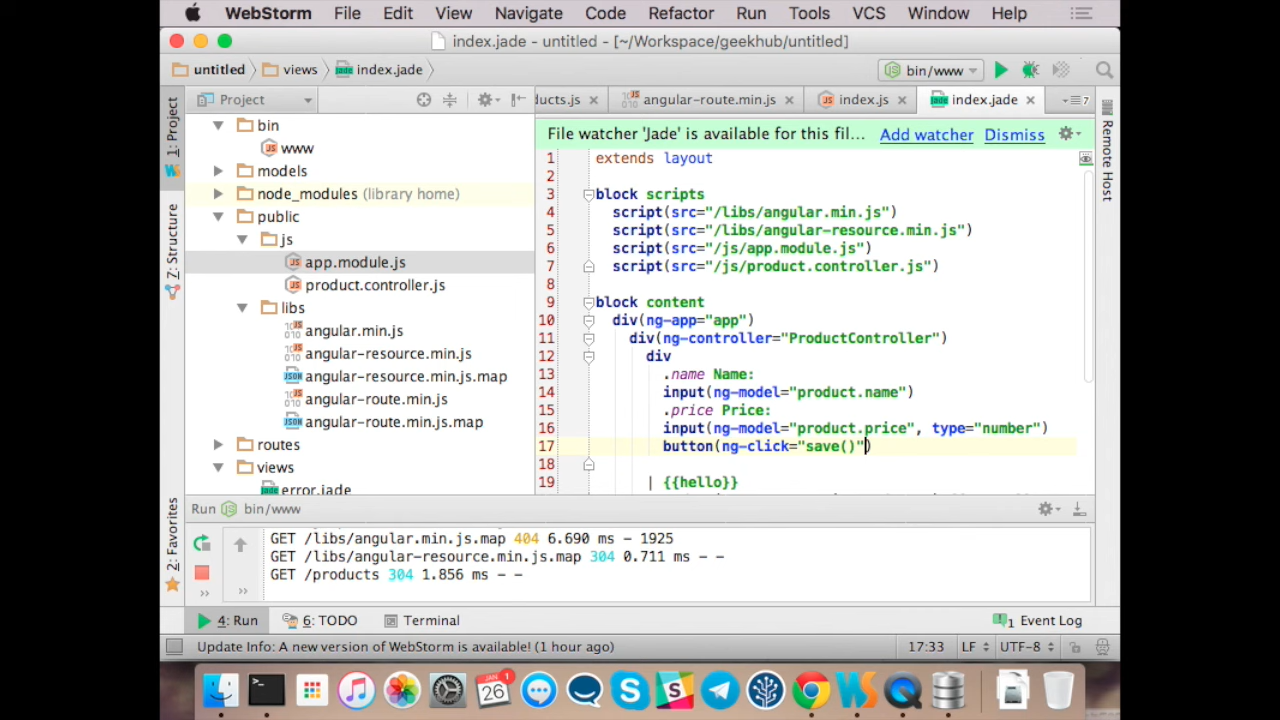 WebStorm File Edit View Navigate Code Refactor Run Tools VCS Window Help
index.jade - untitled - [~/Workspace/geekhub/untitled]
untitled views index.jade bin/www
Project ducts.js angular-route.min.js index.js index.jade 7
File watcher 'Jade' is available for this fil... Add watcher Dismiss
1: Project
7: Structure
2: Favorites
Remote Host
bin
www
models
node_modules (library home)
public
js
app.module.js
product.controller.js
libs
angular.min.js
angular-resource.min.js
angular-resource.min.js.map
angular-route.min.js
angular-route.min.js.map
routes
views
error.jade
1 extends layout
2
3 block scripts
4 script(src="/libs/angular.min.js")
5 script(src="/libs/angular-resource.min.js")
6 script(src="/js/app.module.js")
7 script(src="/js/product.controller.js")
8
9 block content
10 div(ng-app="app")
11 div(ng-controller="ProductController")
12 div
13 .name Name:
14 input(ng-model="product.name")
15 .price Price:
16 input(ng-model="product.price", type="number")
17 button(ng-click="save()")
18
19 | {{hello}}
Run bin/www
GET /libs/angular.min.js.map 404 6.690 ms - 1925
GET /libs/angular-resource.min.js.map 304 0.711 ms - -
GET /products 304 1.856 ms - -
4: Run 6: TODO Terminal 1 Event Log
Update Info: A new version of WebStorm is available! (1 hour ago) 17:33 LF UTF-8
JAN 26 1